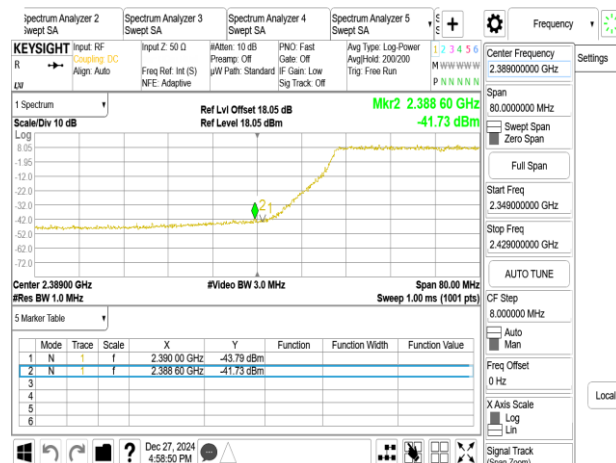 Spectrum Analyzer 2 Spectrum Analyzer 3 Spectrum Analyzer 4 Spectrum Analyzer 5
Swept SA Swept SA Swept SA Swept SA
+
Frequency
KEYSIGHT Input: RF Input Z: 50 Ω #Atten: 10 dB PNO: Fast Avg Type: Log-Power 1 2 3 4 5 6
R Coupling: DC Preamp: Off Gate: Off Avg|Hold: 200/200 M W W W W W
Align: Auto Freq Ref: Int (S) µW Path: Standard IF Gain: Low Trig: Free Run
NFE: Adaptive Sig Track: Off P N N N N N
LXI
1 Spectrum
Ref Lvl Offset 18.05 dB Mkr2 2.388 60 GHz
Scale/Div 10 dB Ref Level 18.05 dBm -41.73 dBm
Log
8.05
-1.95
-12.0
-22.0
-32.0
-42.0
-52.0
-62.0
-72.0
2 1
Center 2.38900 GHz #Video BW 3.0 MHz Span 80.00 MHz
#Res BW 1.0 MHz Sweep 1.00 ms (1001 pts)
5 Marker Table
Mode Trace Scale X Y Function Function Width Function Value
1 N 1 f 2.390 00 GHz -43.79 dBm
2 N 1 f 2.388 60 GHz -41.73 dBm
3
4
5
6
Dec 27, 2024
4:58:50 PM
?
Center Frequency
2.389000000 GHz
Span
80.0000000 MHz
Swept Span
Zero Span
Full Span
Start Freq
2.349000000 GHz
Stop Freq
2.429000000 GHz
AUTO TUNE
CF Step
8.000000 MHz
Auto
Man
Freq Offset
0 Hz
X Axis Scale
Log
Lin
Signal Track
(Span Zoom)
Settings
Local